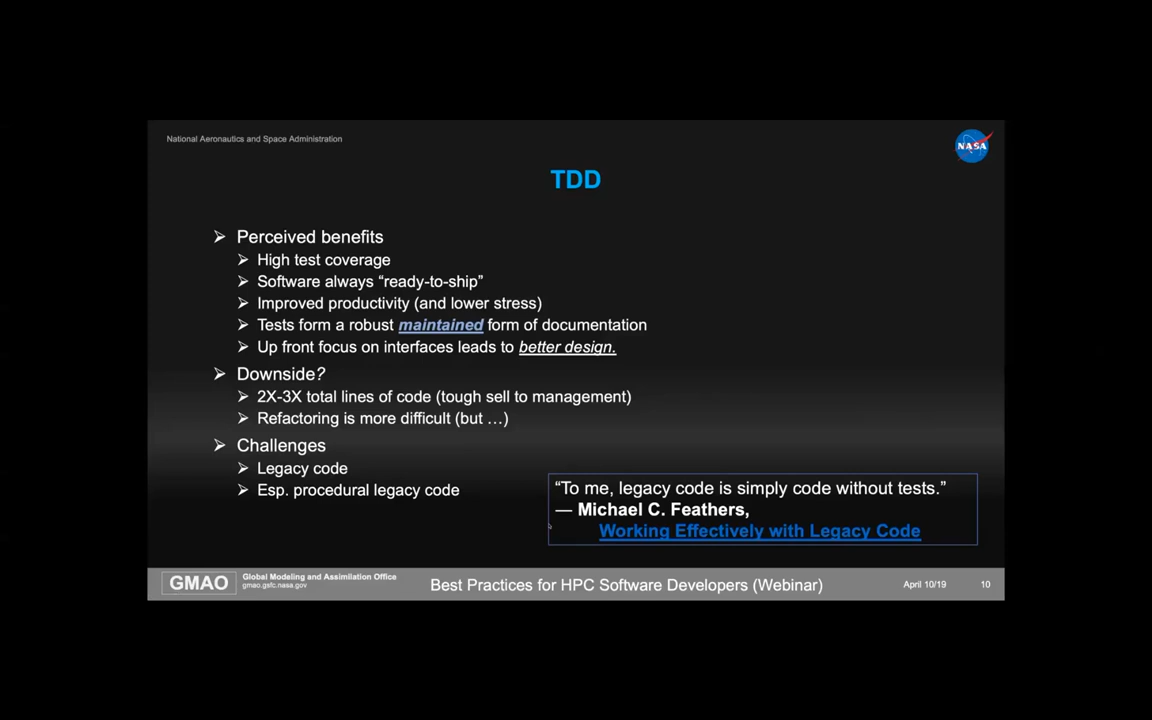 National Aeronautics and Space Administration
NASA
TDD
Perceived benefits
High test coverage
Software always “ready-to-ship”
Improved productivity (and lower stress)
Tests form a robust maintained form of documentation
Up front focus on interfaces leads to better design.
Downside?
2X-3X total lines of code (tough sell to management)
Refactoring is more difficult (but …)
Challenges
Legacy code
Esp. procedural legacy code
“To me, legacy code is simply code without tests.”
— Michael C. Feathers,
Working Effectively with Legacy Code
GMAO
Global Modeling and Assimilation Office
gmao.gsfc.nasa.gov
Best Practices for HPC Software Developers (Webinar)
April 10/19
10